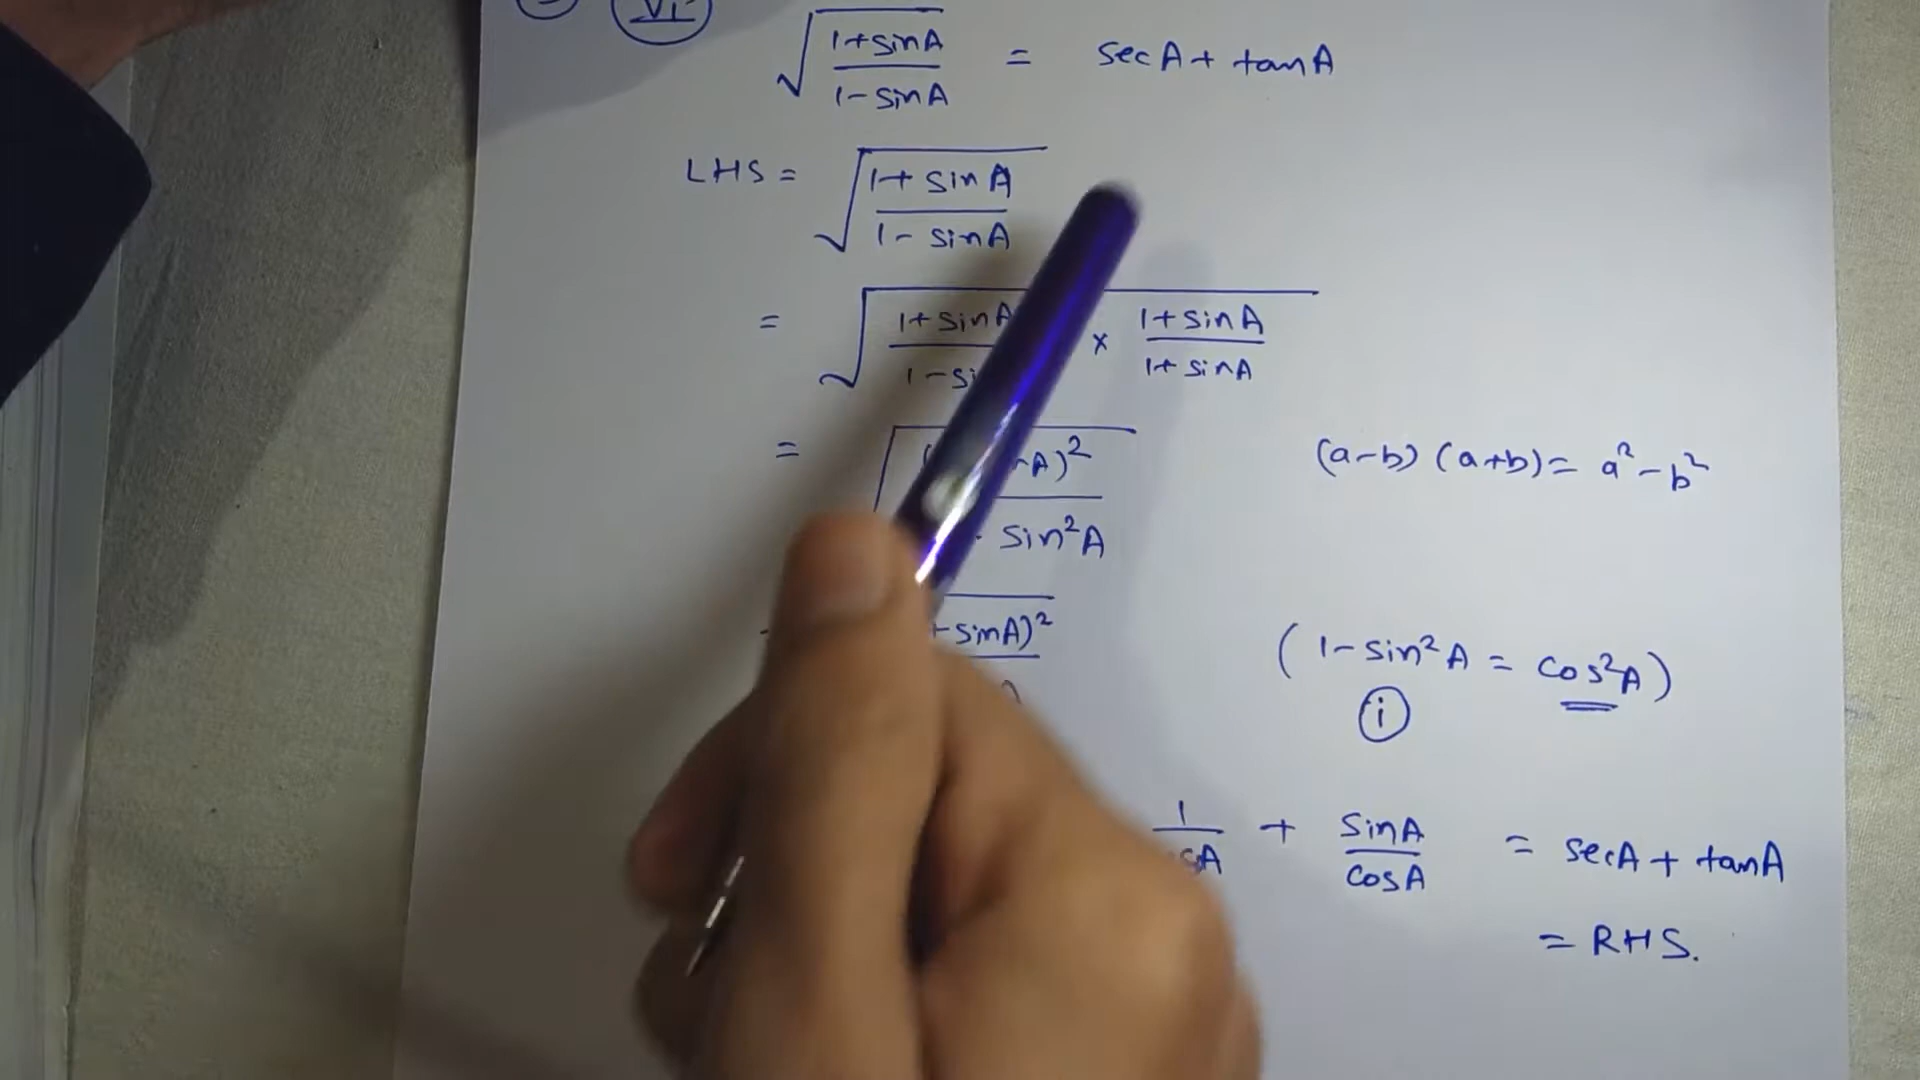 VI
√(1+sinA / 1-sinA) = secA + tanA
LHS = √(1+sinA / 1-sinA)
= √(1+sinA / 1-si × 1+sinA / 1+sinA)
= √( A)² / sin²A (a-b) (a+b) = a² - b²
+sinA)² (1-sin²A = cos²A)
i
1 / sA + sinA / cosA = secA + tanA
= RHS.